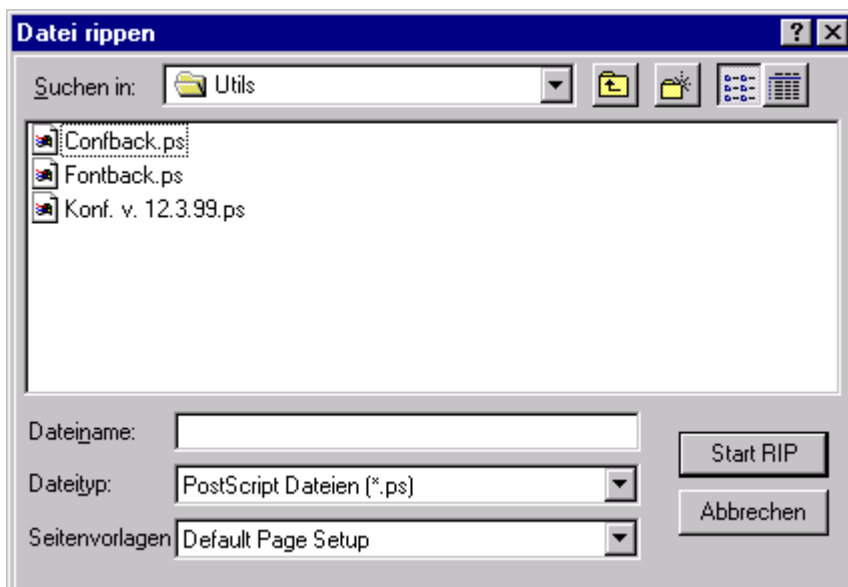 Datei rippen
Suchen in: Utils
Confback.ps
Fontback.ps
Konf. v. 12.3.99.ps
Dateiname:
Start RIP
Dateityp: PostScript Dateien (*.ps)
Abbrechen
Seitenvorlagen Default Page Setup